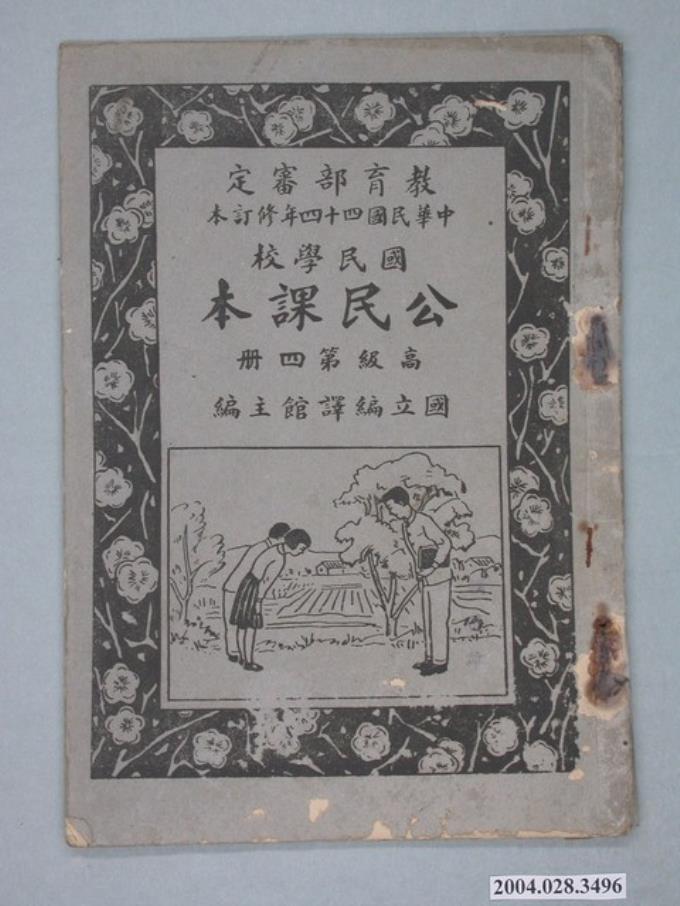 教育部審定
中華民國四十四年修訂本
國民學校
公民課本
高級第四冊
國立編譯館主編
2004.028.3496